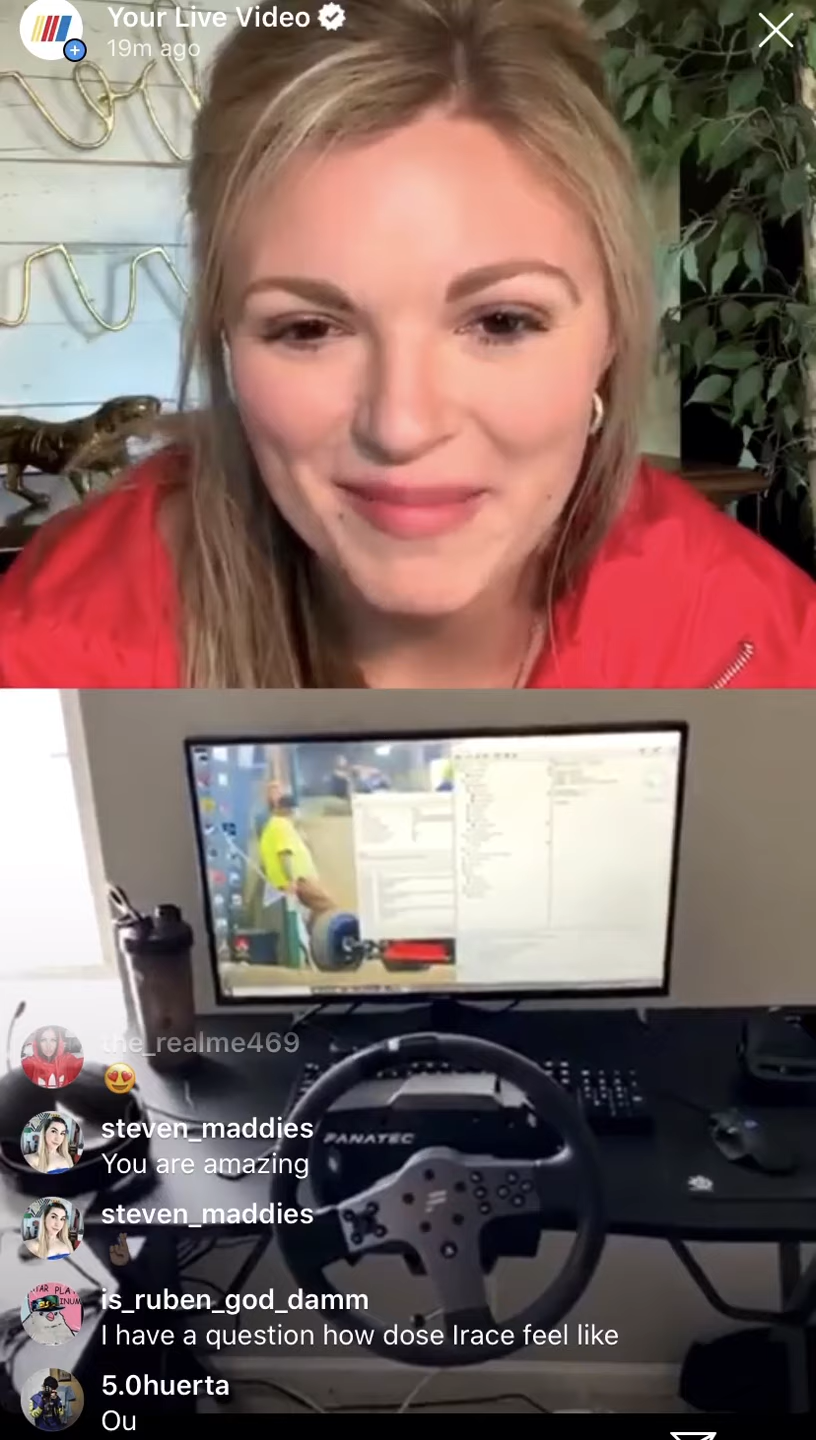 Your Live Video
19m ago
FANATEC
the_realme469
😍
steven_maddies
You are amazing
steven_maddies
🤞🏾
is_ruben_god_damm
I have a question how dose Irace feel like
5.0huerta
Ou